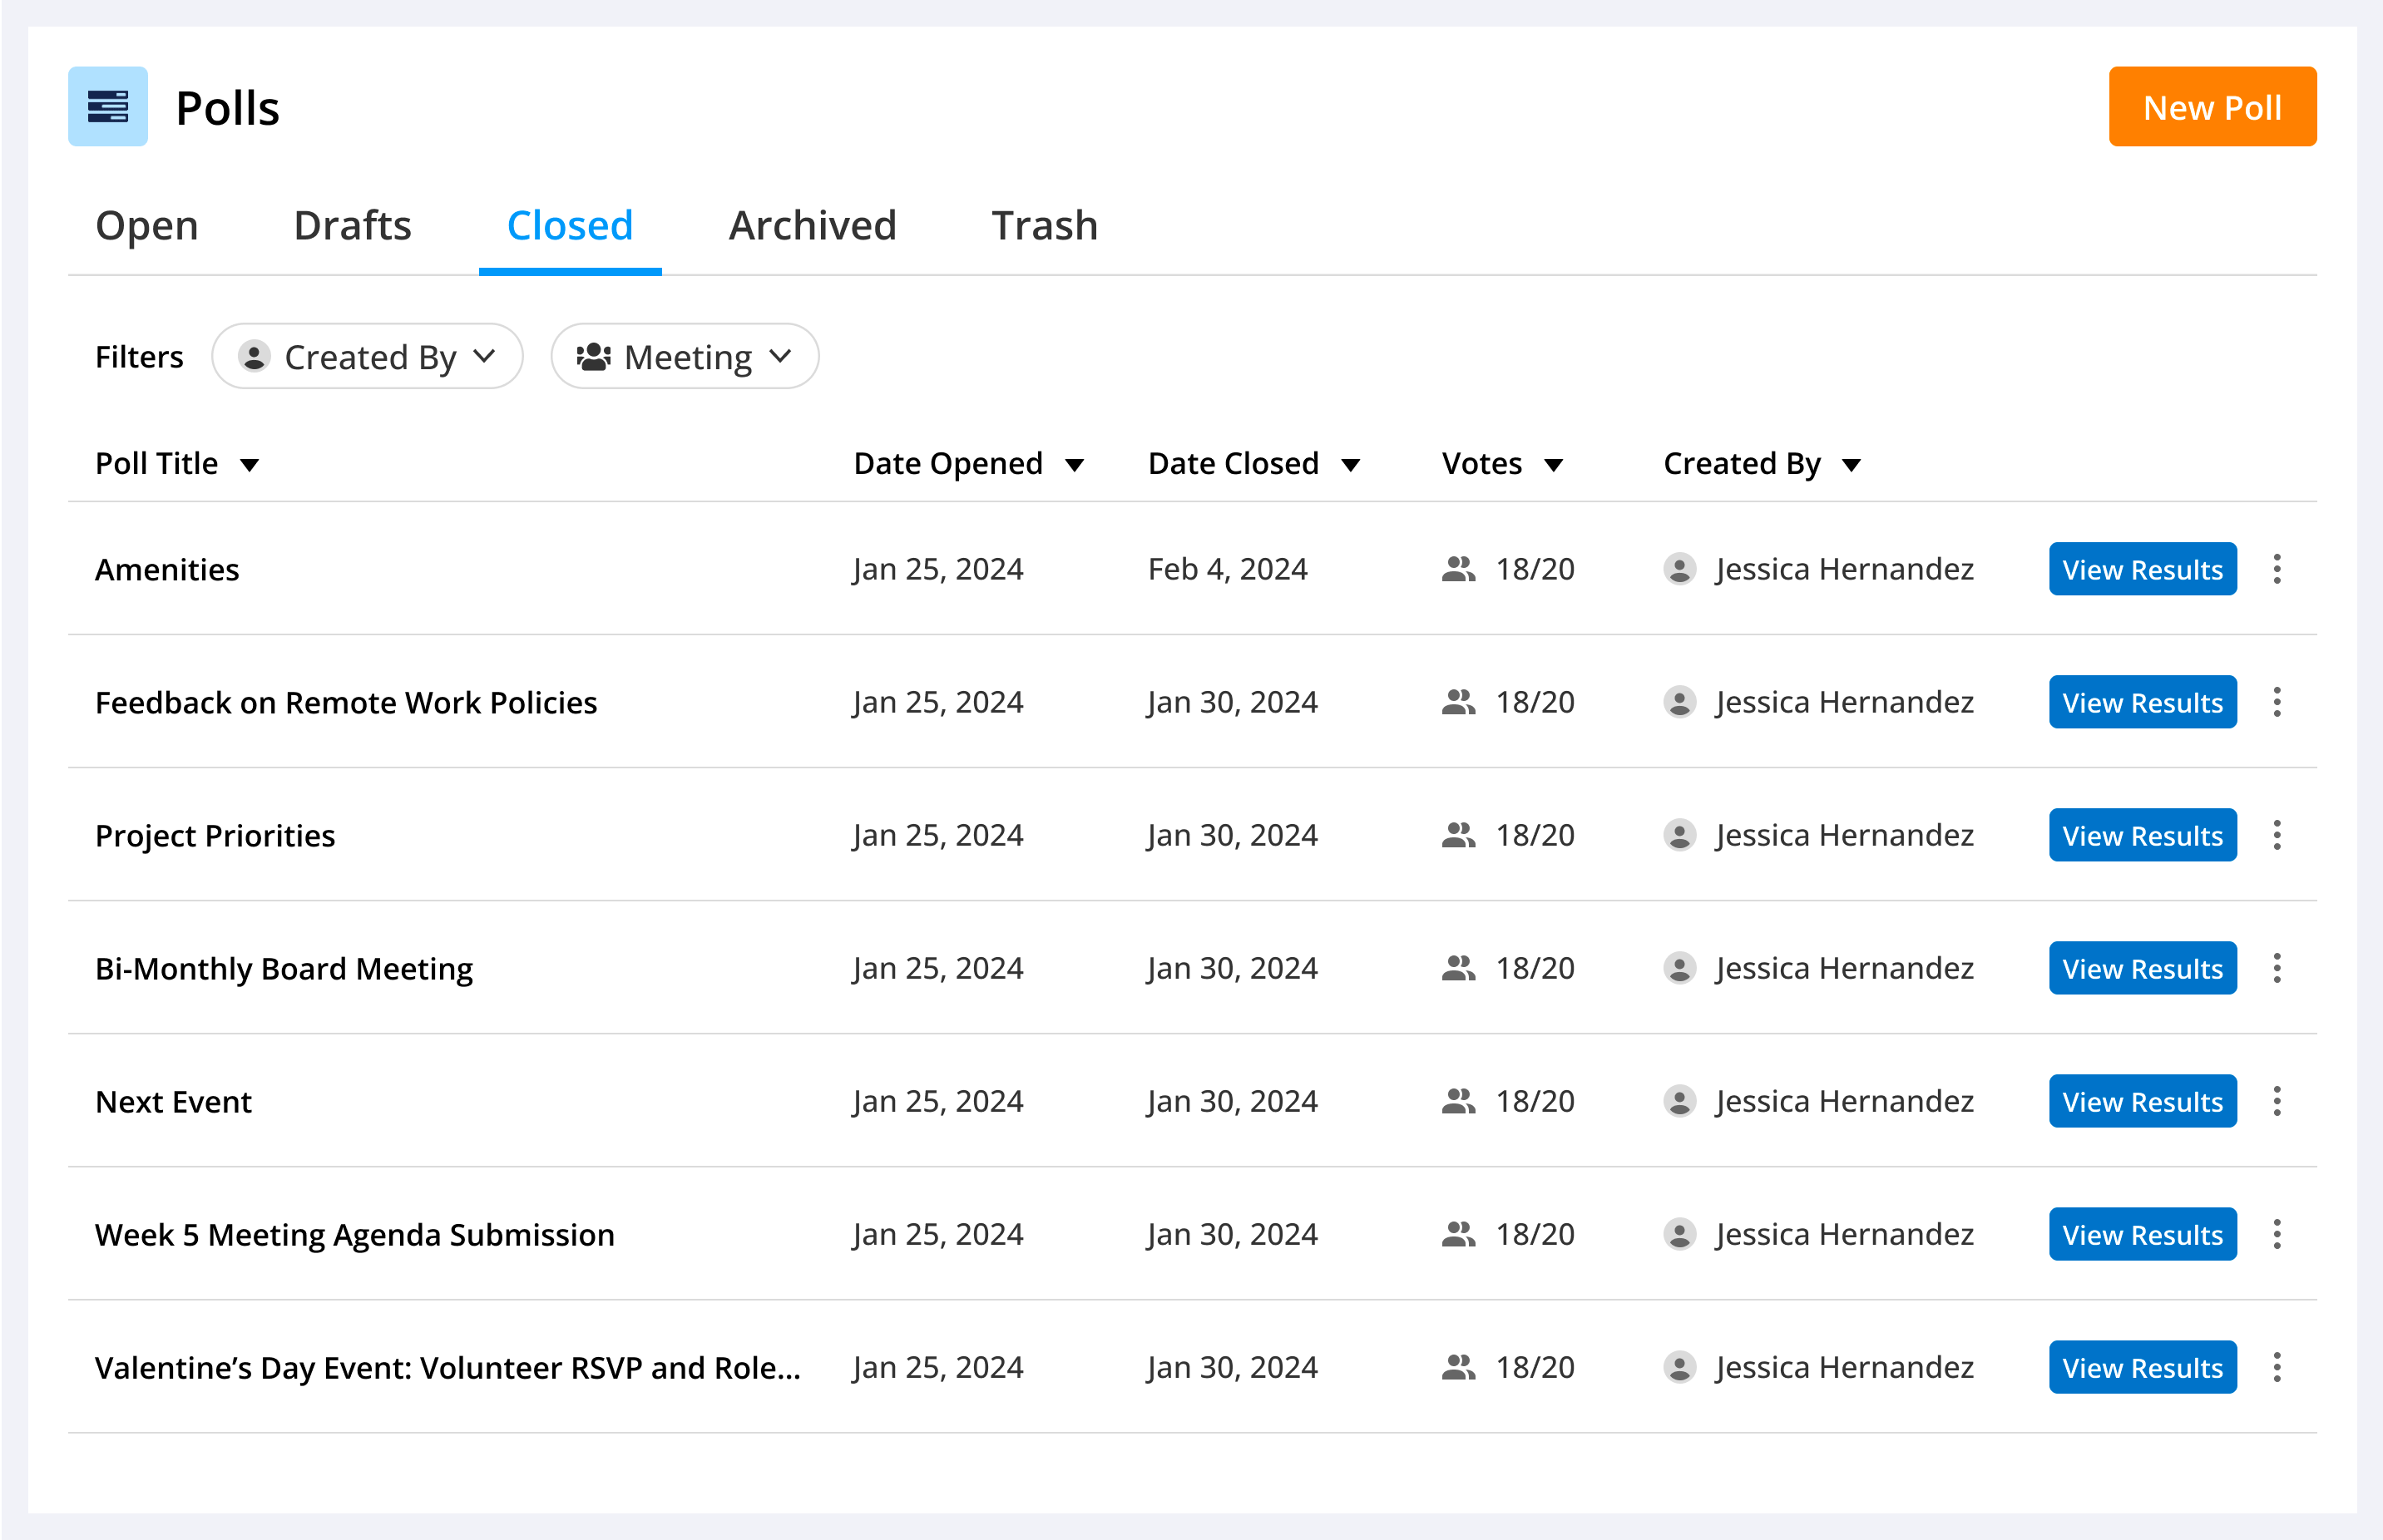 Polls
New Poll
Open Drafts Closed Archived Trash
Filters Created By Meeting
Poll Title Date Opened Date Closed Votes Created By
Amenities Jan 25, 2024 Feb 4, 2024 18/20 Jessica Hernandez View Results
Feedback on Remote Work Policies Jan 25, 2024 Jan 30, 2024 18/20 Jessica Hernandez View Results
Project Priorities Jan 25, 2024 Jan 30, 2024 18/20 Jessica Hernandez View Results
Bi-Monthly Board Meeting Jan 25, 2024 Jan 30, 2024 18/20 Jessica Hernandez View Results
Next Event Jan 25, 2024 Jan 30, 2024 18/20 Jessica Hernandez View Results
Week 5 Meeting Agenda Submission Jan 25, 2024 Jan 30, 2024 18/20 Jessica Hernandez View Results
Valentine’s Day Event: Volunteer RSVP and Role... Jan 25, 2024 Jan 30, 2024 18/20 Jessica Hernandez View Results